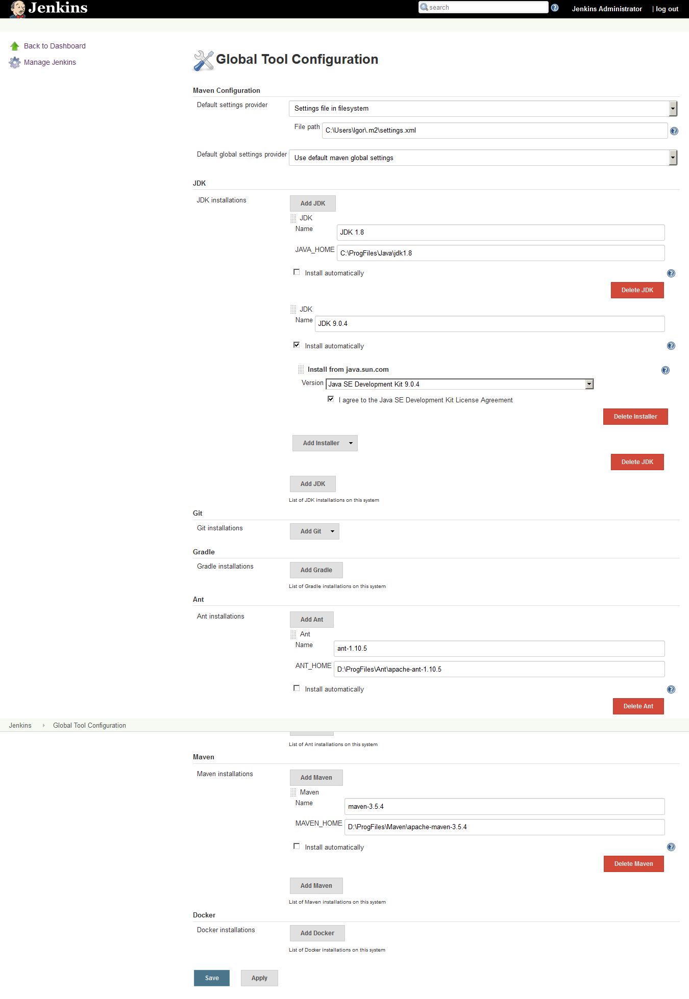 Jenkins
search
Jenkins Administrator | log out
Back to Dashboard
Manage Jenkins
Global Tool Configuration
Maven Configuration
Default settings provider
Settings file in filesystem
File path
C:\Users\Igor\.m2\settings.xml
Default global settings provider
Use default maven global settings
JDK
JDK installations
Add JDK
JDK
Name
JDK 1.8
JAVA_HOME
C:\ProgFiles\Java\jdk1.8
Install automatically
Delete JDK
JDK
Name
JDK 9.0.4
Install automatically
Install from java.sun.com
Version
Java SE Development Kit 9.0.4
I agree to the Java SE Development Kit License Agreement
Delete Installer
Add Installer
Delete JDK
Add JDK
List of JDK installations on this system
Git
Git installations
Add Git
Gradle
Gradle installations
Add Gradle
List of Gradle installations on this system
Ant
Ant installations
Add Ant
Ant
Name
ant-1.10.5
ANT_HOME
D:\ProgFiles\Ant\apache-ant-1.10.5
Install automatically
Delete Ant
Jenkins
Global Tool Configuration
List of Ant installations on this system
Maven
Maven installations
Add Maven
Maven
Name
maven-3.5.4
MAVEN_HOME
D:\ProgFiles\Maven\apache-maven-3.5.4
Install automatically
Delete Maven
Add Maven
List of Maven installations on this system
Docker
Docker installations
Add Docker
List of Docker installations on this system
Save
Apply